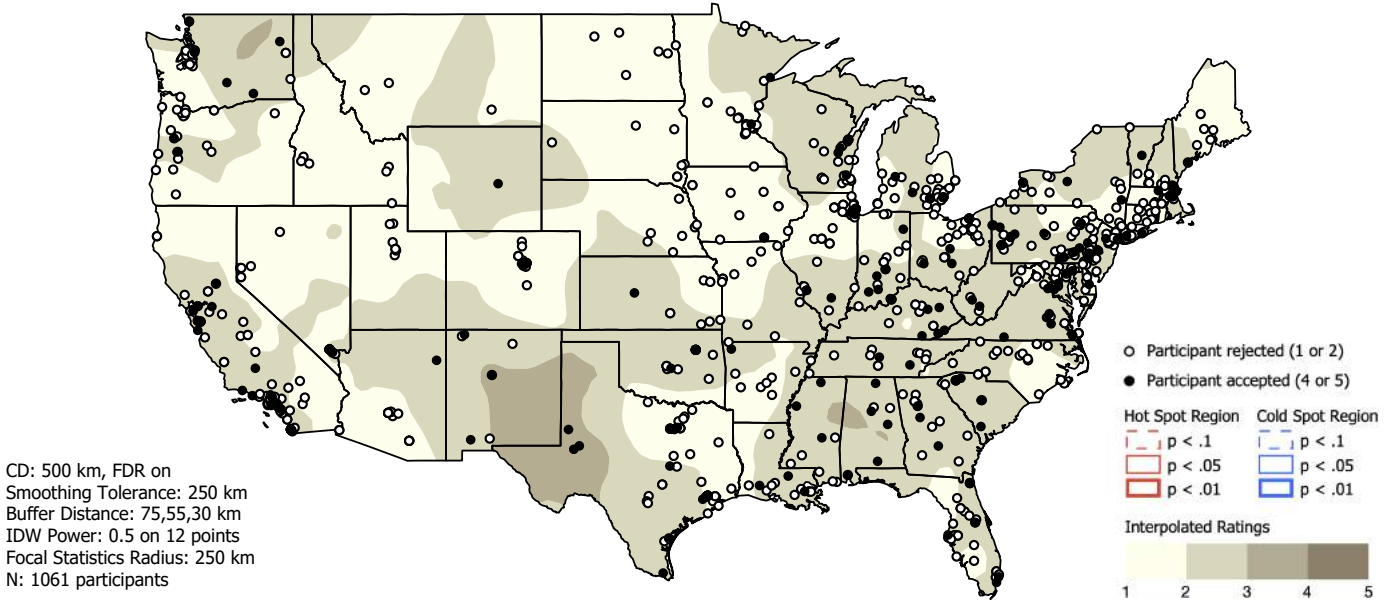 Participant rejected (1 or 2)
Participant accepted (4 or 5)
Hot Spot Region Cold Spot Region
p < .1 p < .1
p < .05 p < .05
p < .01 p < .01
CD: 500 km, FDR on
Smoothing Tolerance: 250 km
Buffer Distance: 75,55,30 km
IDW Power: 0.5 on 12 points
Focal Statistics Radius: 250 km
N: 1061 participants
Interpolated Ratings
1 2 3 4 5